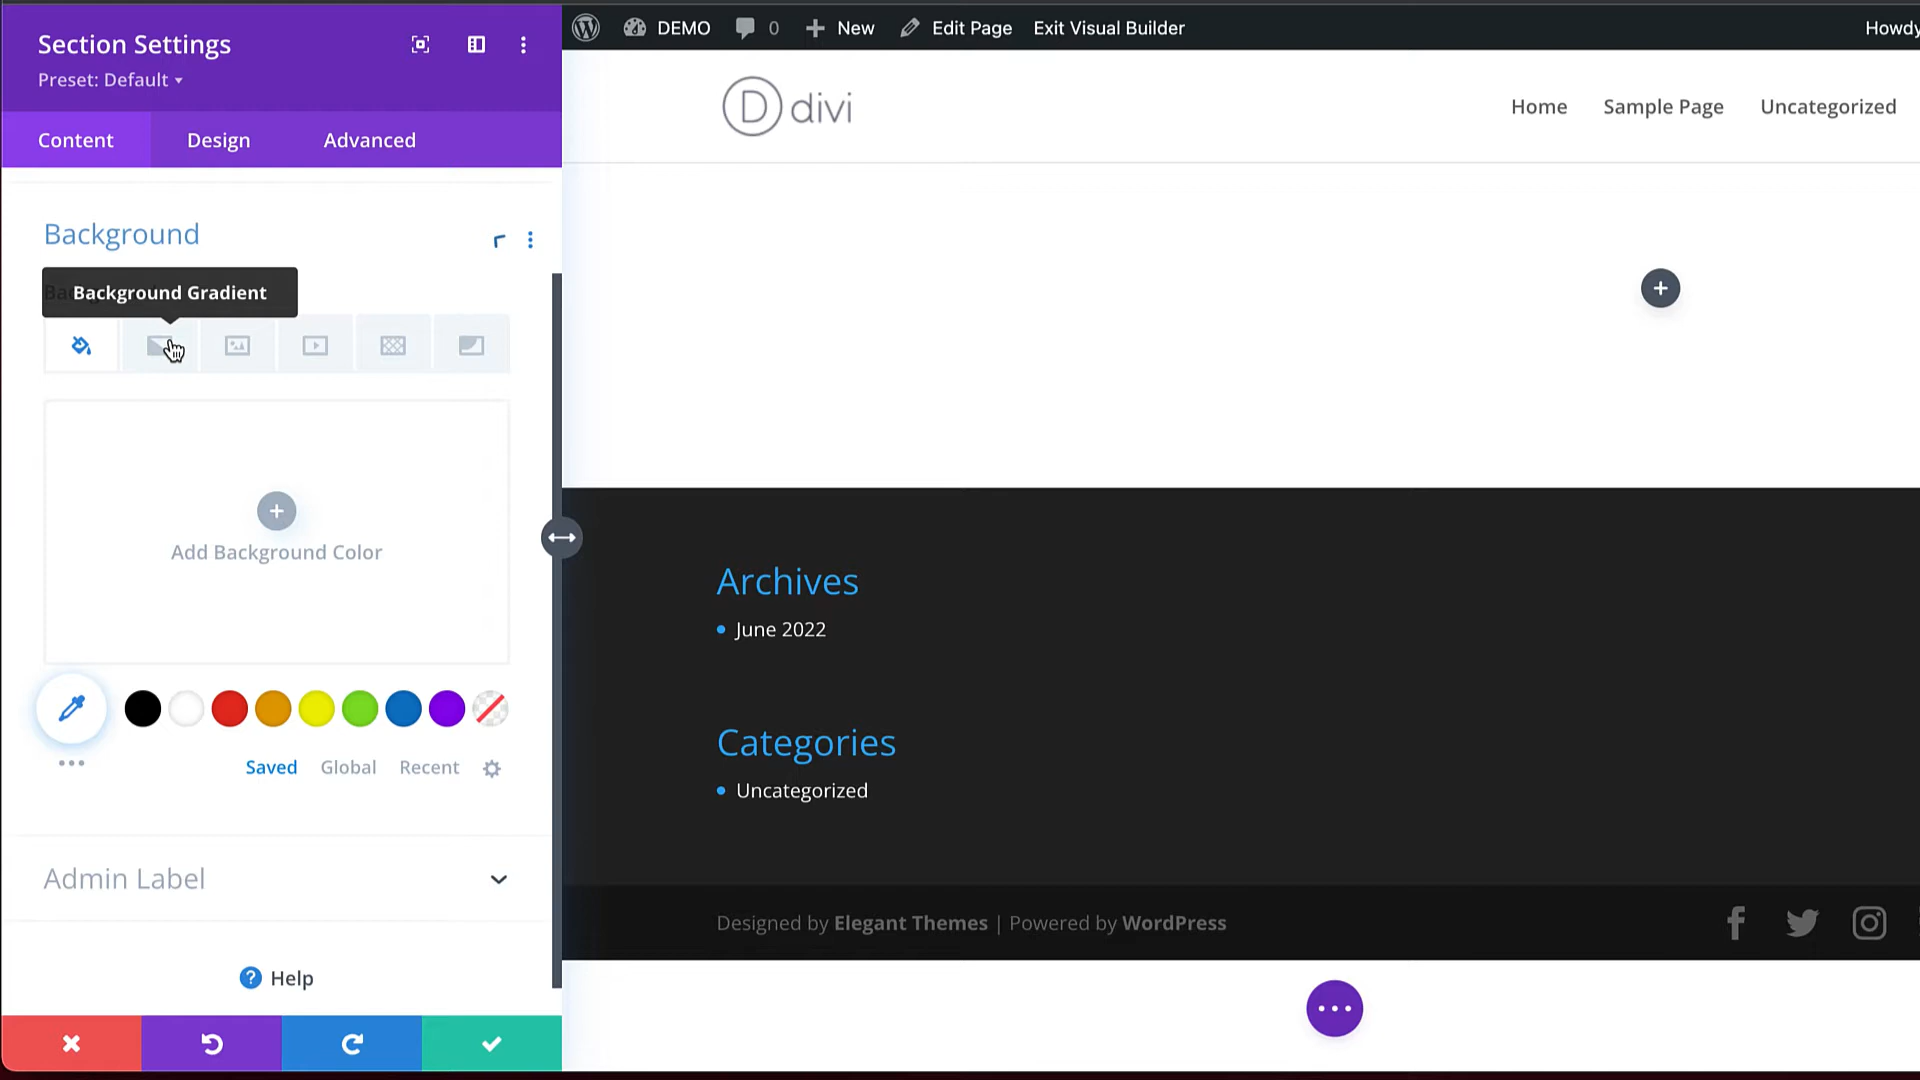 Section Settings
Preset: Default
Content Design Advanced
Background
Background Gradient
Add Background Color
Saved Global Recent
Admin Label
Help
DEMO 0 New Edit Page Exit Visual Builder Howdy
D divi
Home Sample Page Uncategorized
Archives
June 2022
Categories
Uncategorized
Designed by Elegant Themes | Powered by WordPress